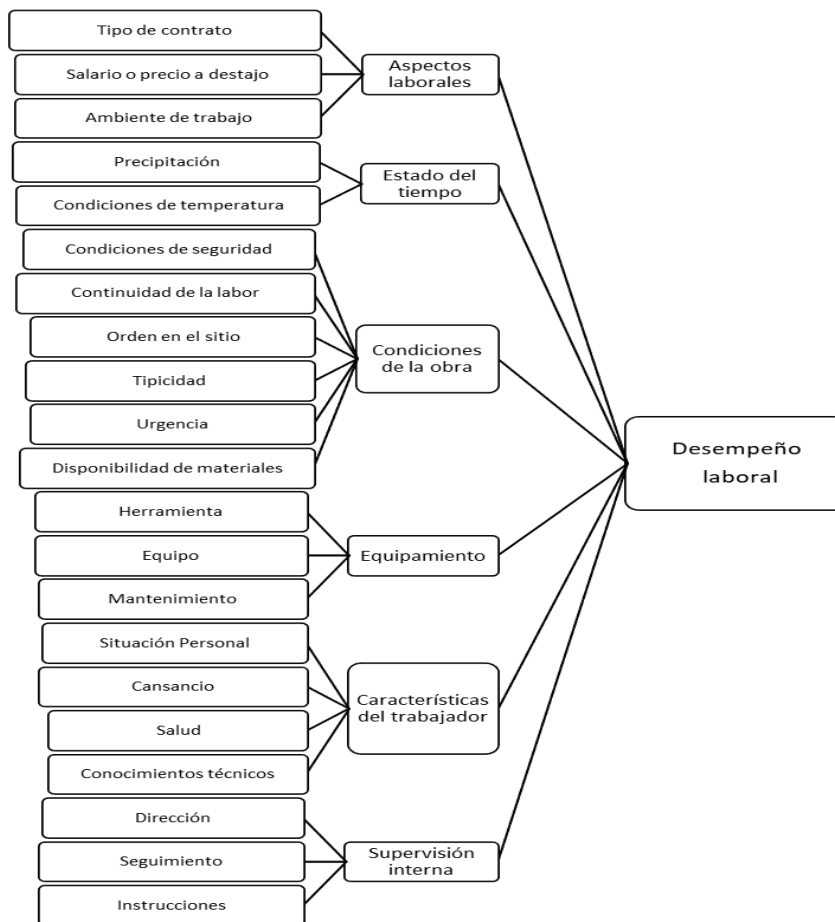 Tipo de contrato
Salario o precio a destajo
Ambiente de trabajo
Aspectos
laborales
Precipitación
Condiciones de temperatura
Estado del
tiempo
Condiciones de seguridad
Continuidad de la labor
Orden en el sitio
Tipicidad
Urgencia
Disponibilidad de materiales
Condiciones
de la obra
Herramienta
Equipo
Mantenimiento
Equipamiento
Situación Personal
Cansancio
Salud
Conocimientos técnicos
Características
del trabajador
Dirección
Seguimiento
Instrucciones
Supervisión
interna
Desempeño
laboral